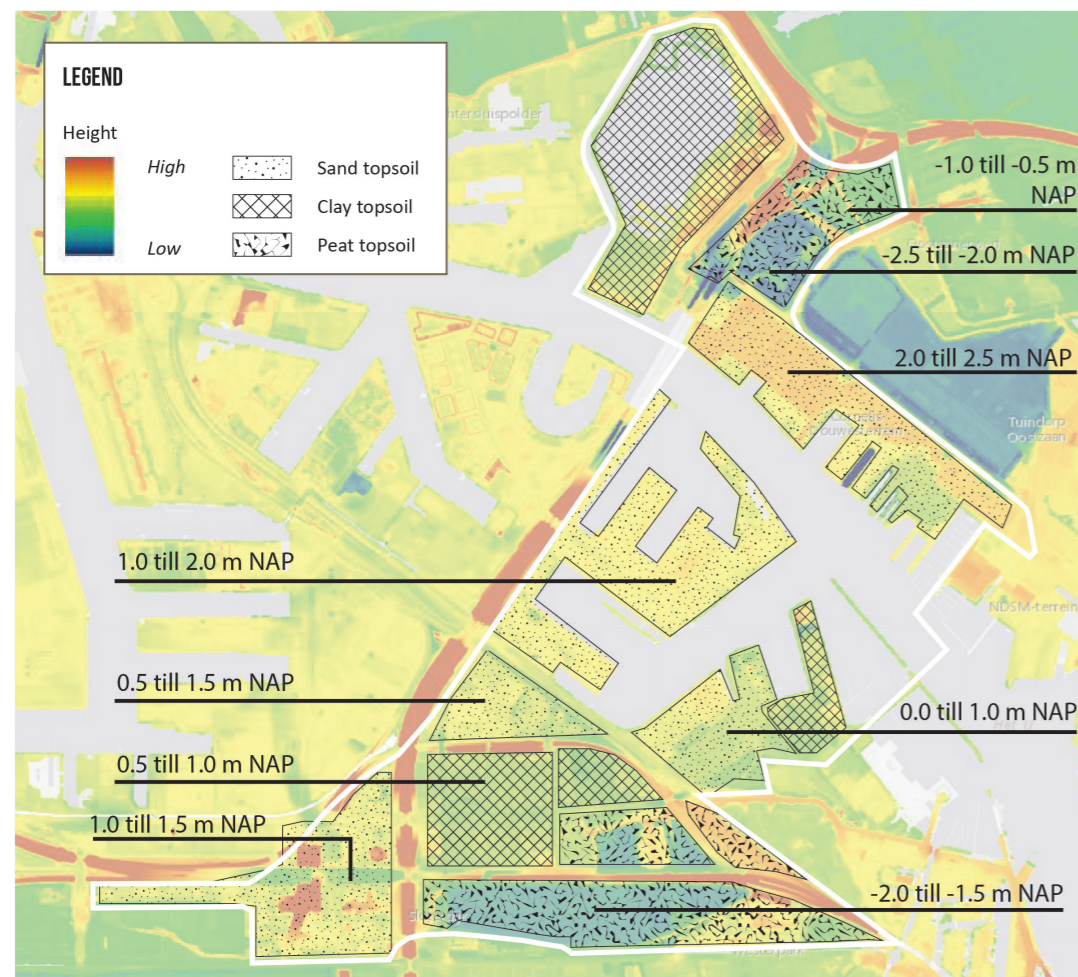 LEGEND
Height
High
Low
Sand topsoil
Clay topsoil
Peat topsoil
-1.0 till -0.5 m
NAP
-2.5 till -2.0 m NAP
2.0 till 2.5 m NAP
Tuindorp
Oostzaan
1.0 till 2.0 m NAP
NDSM-terrein
0.5 till 1.5 m NAP
0.0 till 1.0 m NAP
0.5 till 1.0 m NAP
1.0 till 1.5 m NAP
-2.0 till -1.5 m NAP